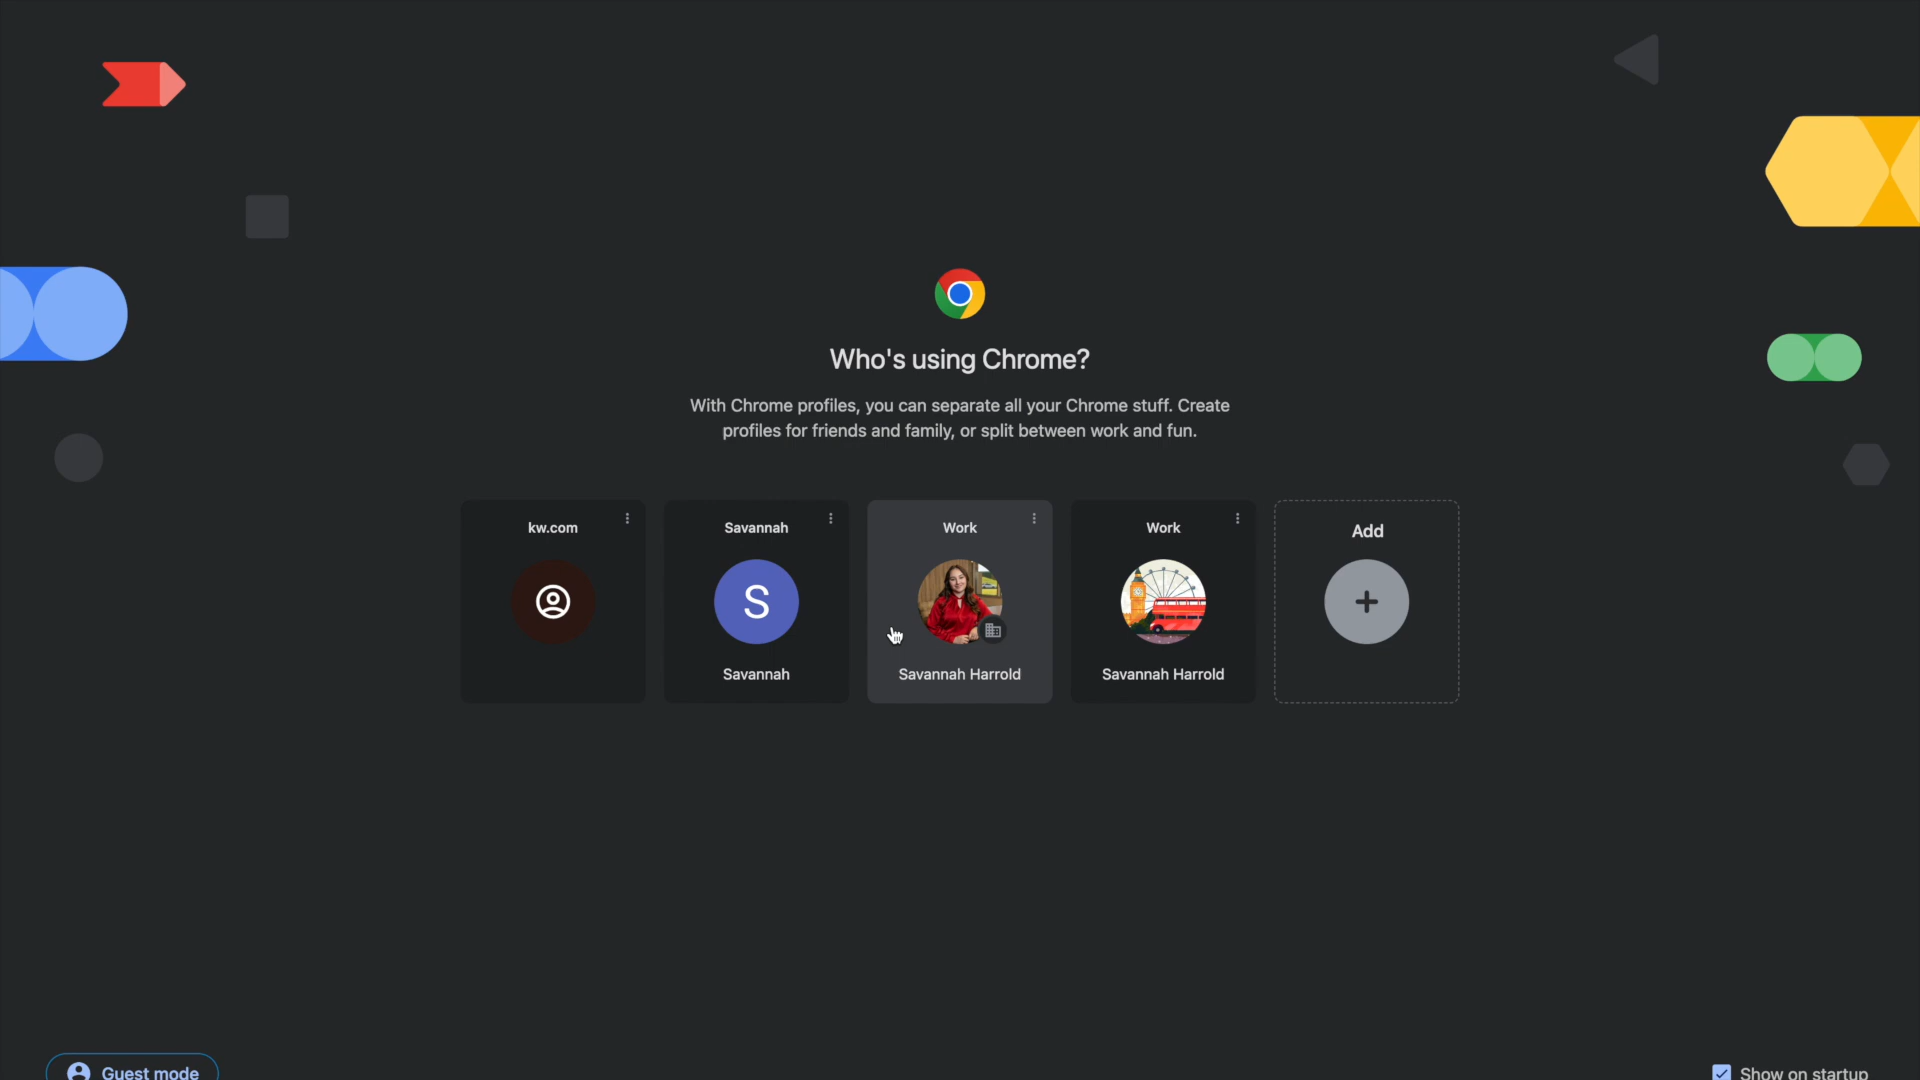 Who's using Chrome?
With Chrome profiles, you can separate all your Chrome stuff. Create
profiles for friends and family, or split between work and fun.
kw.com
Savannah
S
Savannah
Work
Savannah Harrold
Work
Savannah Harrold
Add
Guest mode
Show on startup